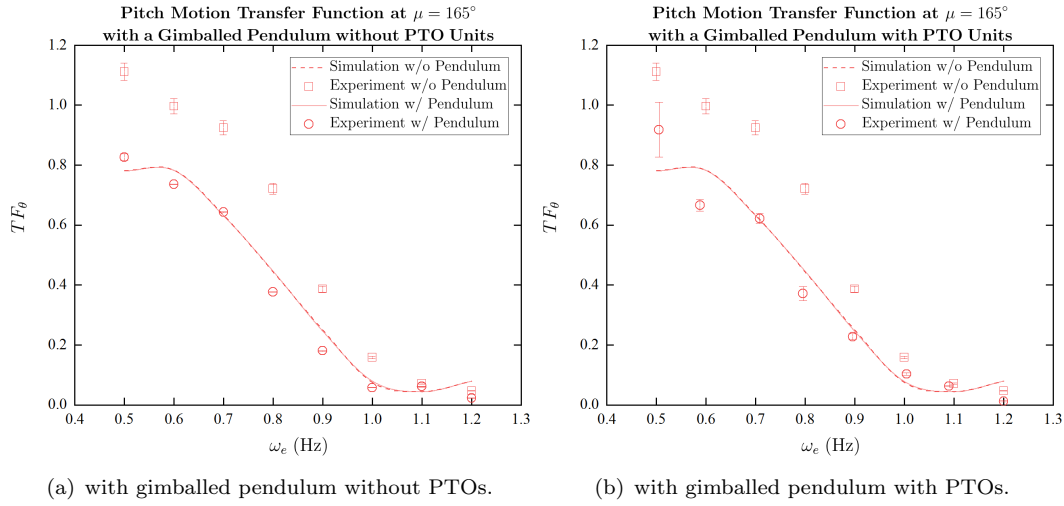 Pitch Motion Transfer Function at μ = 165°
with a Gimballed Pendulum without PTO Units
1.2
1.0
0.8
0.6
0.4
0.2
0.0
TF_θ
0.4 0.5 0.6 0.7 0.8 0.9 1.0 1.1 1.2 1.3
ω_e (Hz)
Simulation w/o Pendulum
Experiment w/o Pendulum
Simulation w/ Pendulum
Experiment w/ Pendulum
(a) with gimballed pendulum without PTOs.
Pitch Motion Transfer Function at μ = 165°
with a Gimballed Pendulum with PTO Units
1.2
1.0
0.8
0.6
0.4
0.2
0.0
TF_θ
0.4 0.5 0.6 0.7 0.8 0.9 1.0 1.1 1.2 1.3
ω_e (Hz)
Simulation w/o Pendulum
Experiment w/o Pendulum
Simulation w/ Pendulum
Experiment w/ Pendulum
(b) with gimballed pendulum with PTOs.